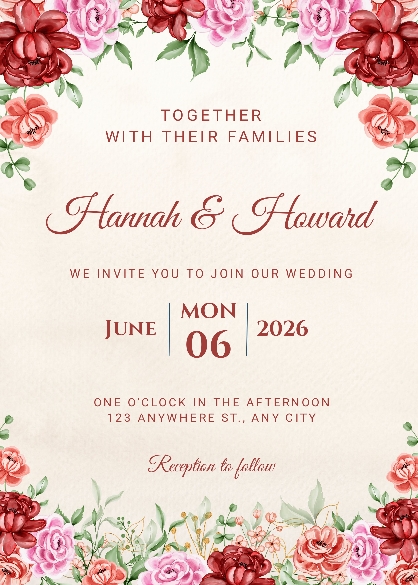 TOGETHER
WITH THEIR FAMILIES
Hannah & Howard
WE INVITE YOU TO JOIN OUR WEDDING
JUNE
MON
06
2026
ONE O'CLOCK IN THE AFTERNOON
123 ANYWHERE ST., ANY CITY
Reception to follow